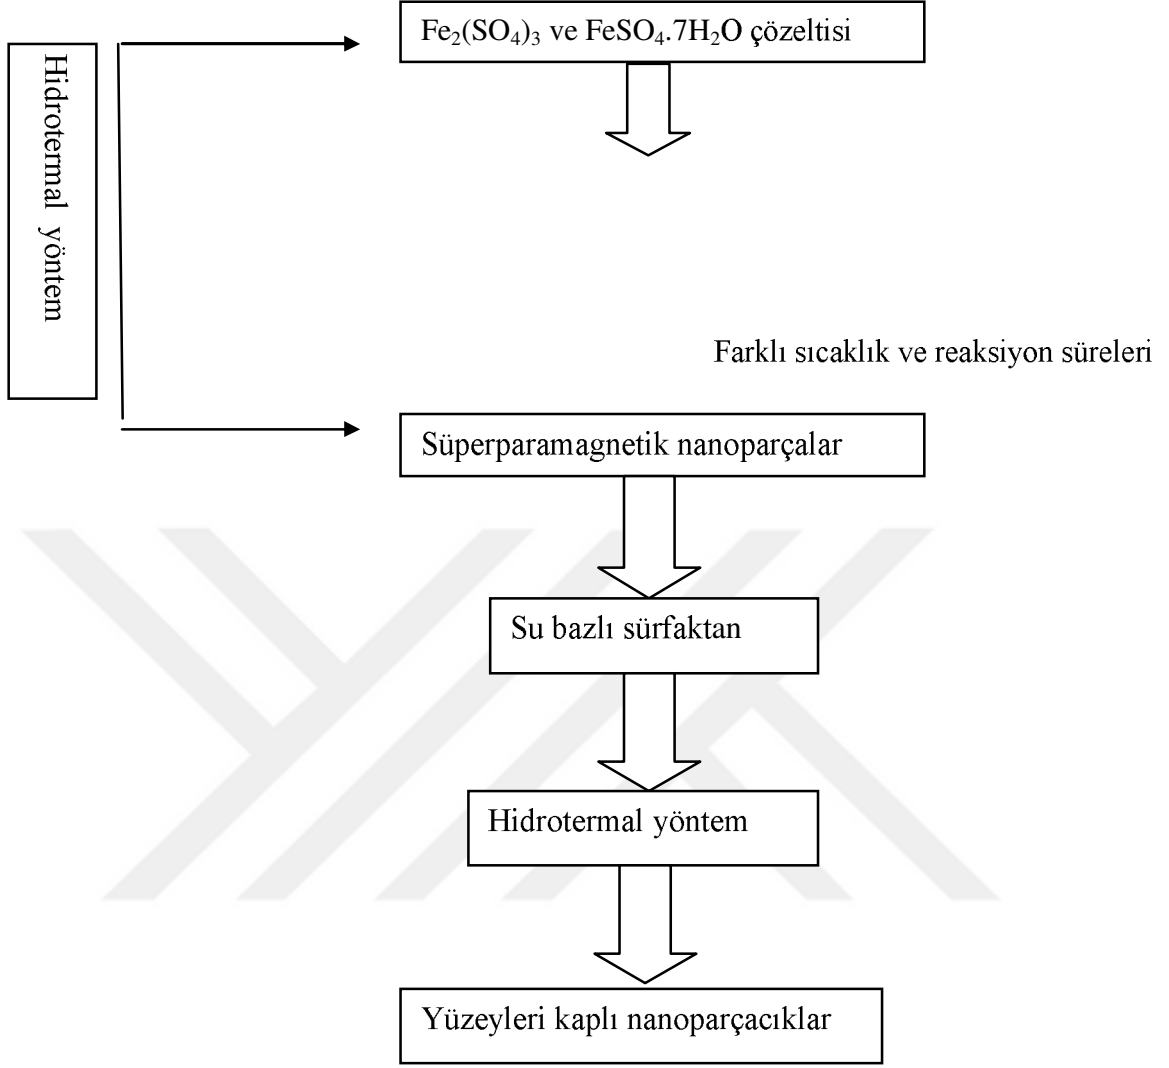 Fe₂(SO₄)₃ ve FeSO₄.7H₂O çözeltisi
Hidrotermal yöntem
Farklı sıcaklık ve reaksiyon süreleri
Süperparamagnetik nanoparçalar
Su bazlı sürfaktan
Hidrotermal yöntem
Yüzeyleri kaplı nanoparçacıklar